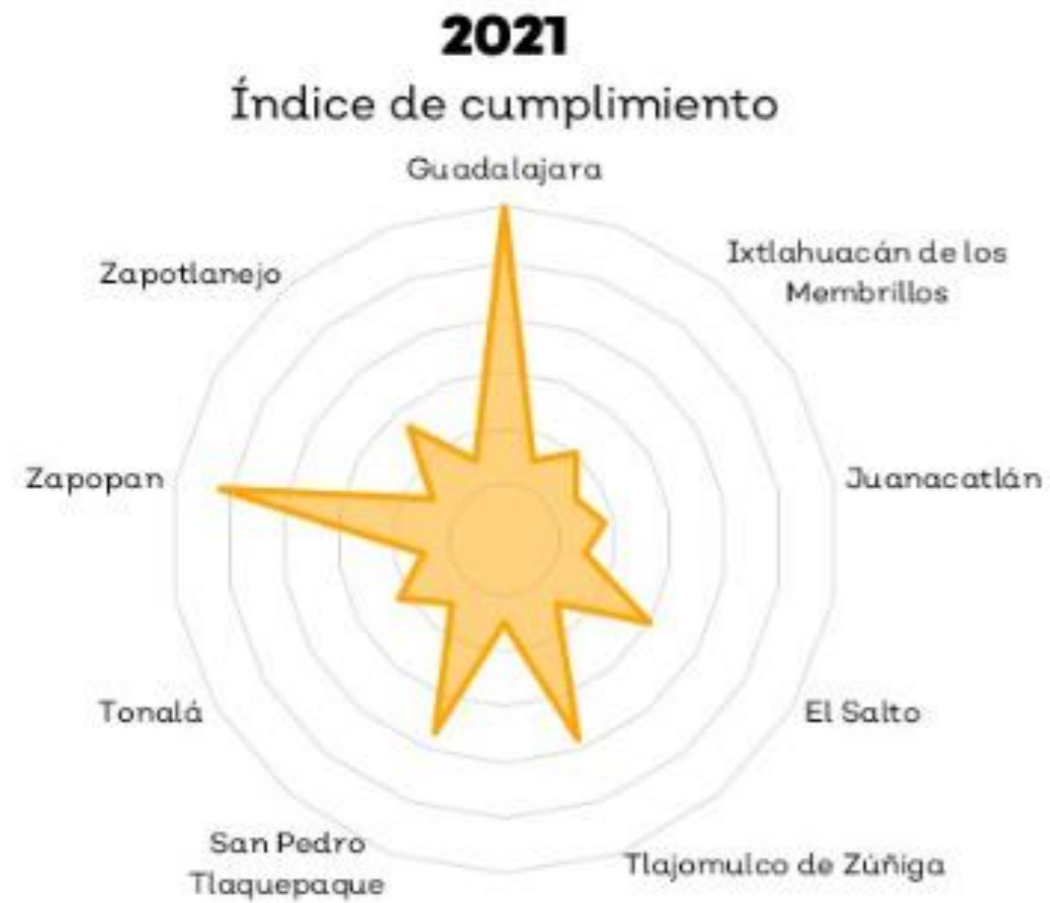 2021
Índice de cumplimiento
Guadalajara
Ixtlahuacán de los
Membrillos
Zapotlanejo
Zapopan
Juanacatlán
Tonalá
El Salto
San Pedro
Tlaquepaque
Tlajomulco de Zúñiga